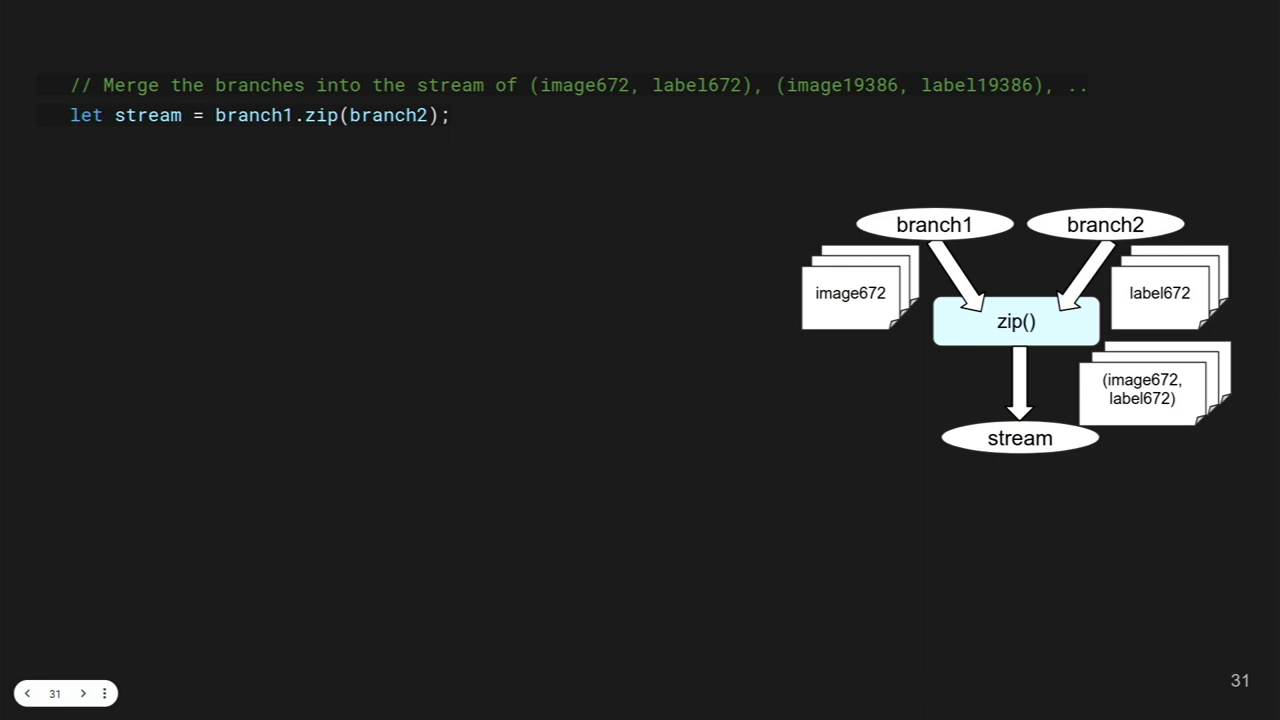 // Merge the branches into the stream of (image672, label672), (image19386, label19386), ..
let stream = branch1.zip(branch2);
branch1
branch2
image672
label672
zip()
(image672,
label672)
stream
31
31